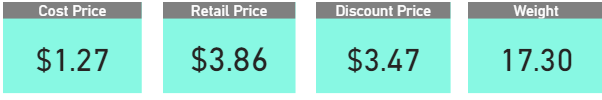 Cost Price Retail Price Discount Price Weight
$1.27 $3.86 $3.47 17.30